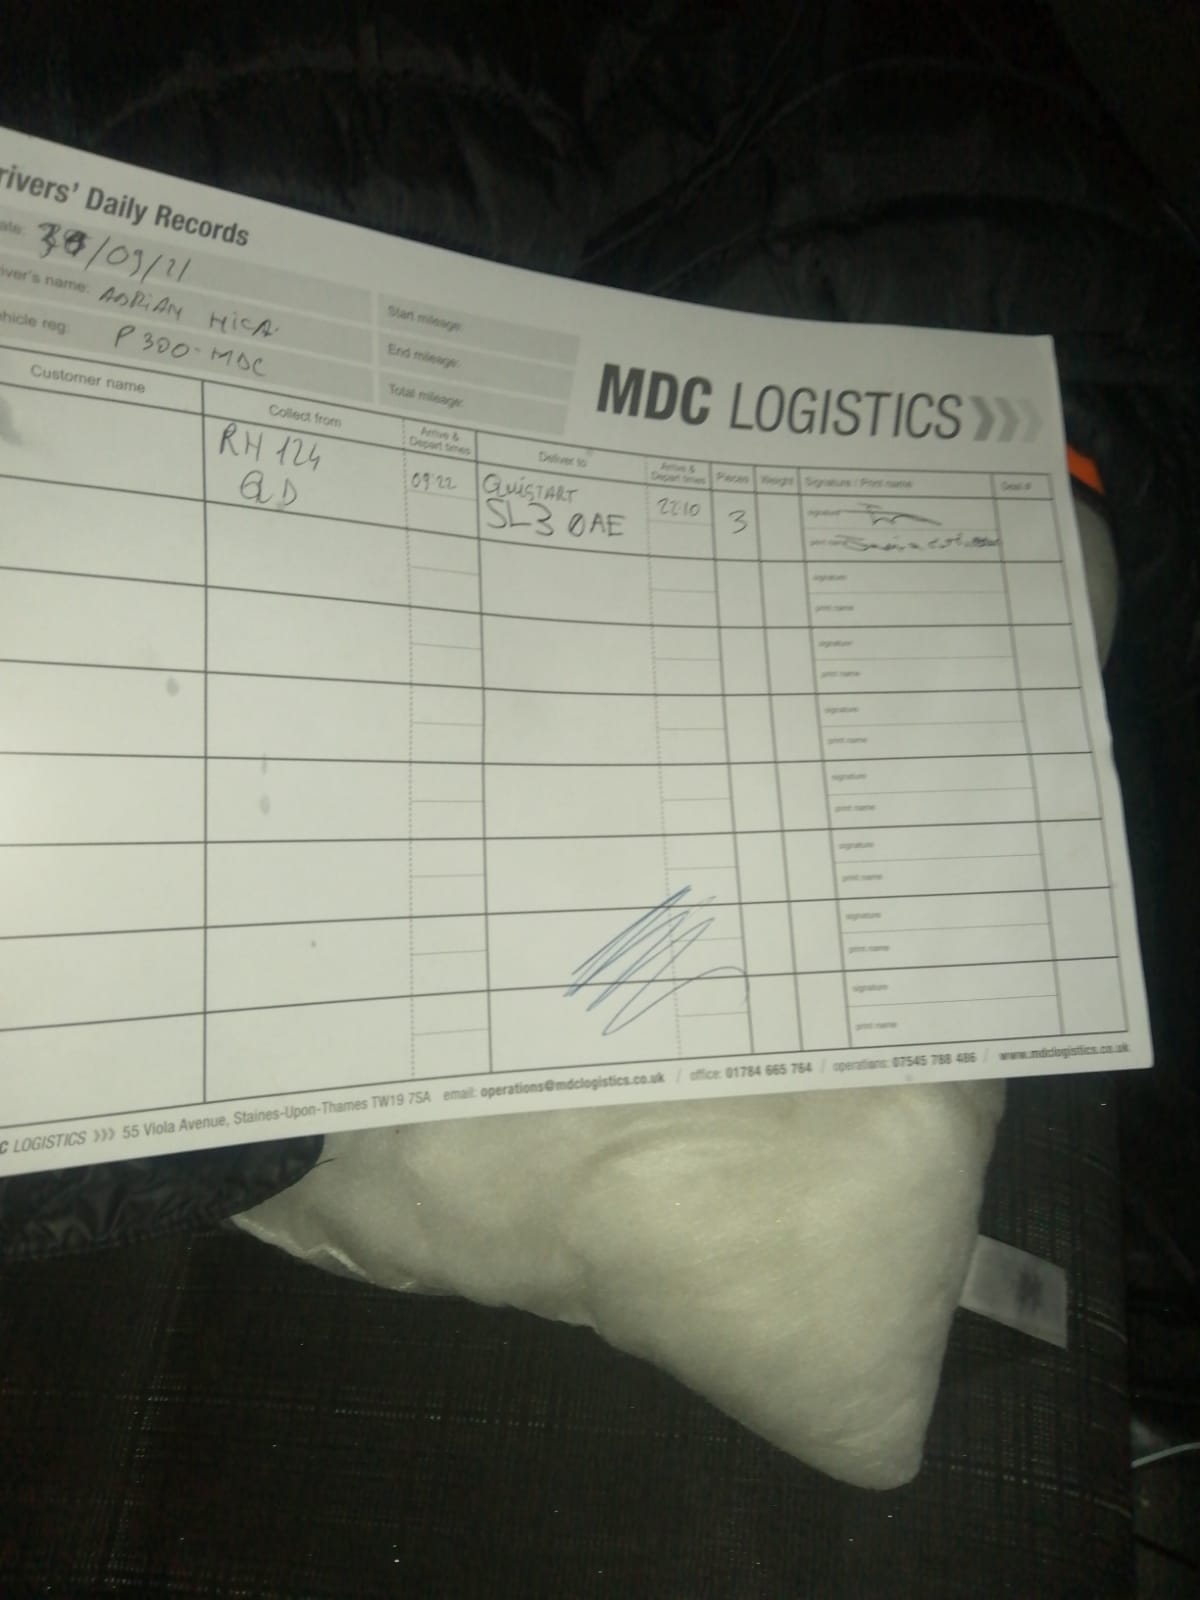 rivers' Daily Records
ate: /09/21
iver's name: ADRIAN MICA.
ehicle reg: P300-MDC
Start mileage:
End mileage:
Total mileage:
MDC LOGISTICS
Customer name
Collect from
Arrive &
Depart times
Deliver to
Arrive &
Depart times
Pieces
Weight
Signature / Print name
Seal #
RH 124
QLD
09:22
QUISTART
SL3 0AE
22:10
3
signature
print name
signature
print name
signature
print name
signature
print name
signature
print name
signature
print name
signature
print name
signature
print name
C LOGISTICS 55 Viola Avenue, Staines-Upon-Thames TW19 7SA email: operations@mdclogistics.co.uk / office: 01784 665 764 / operations: 07545 788 486 / www.mdclogistics.co.uk